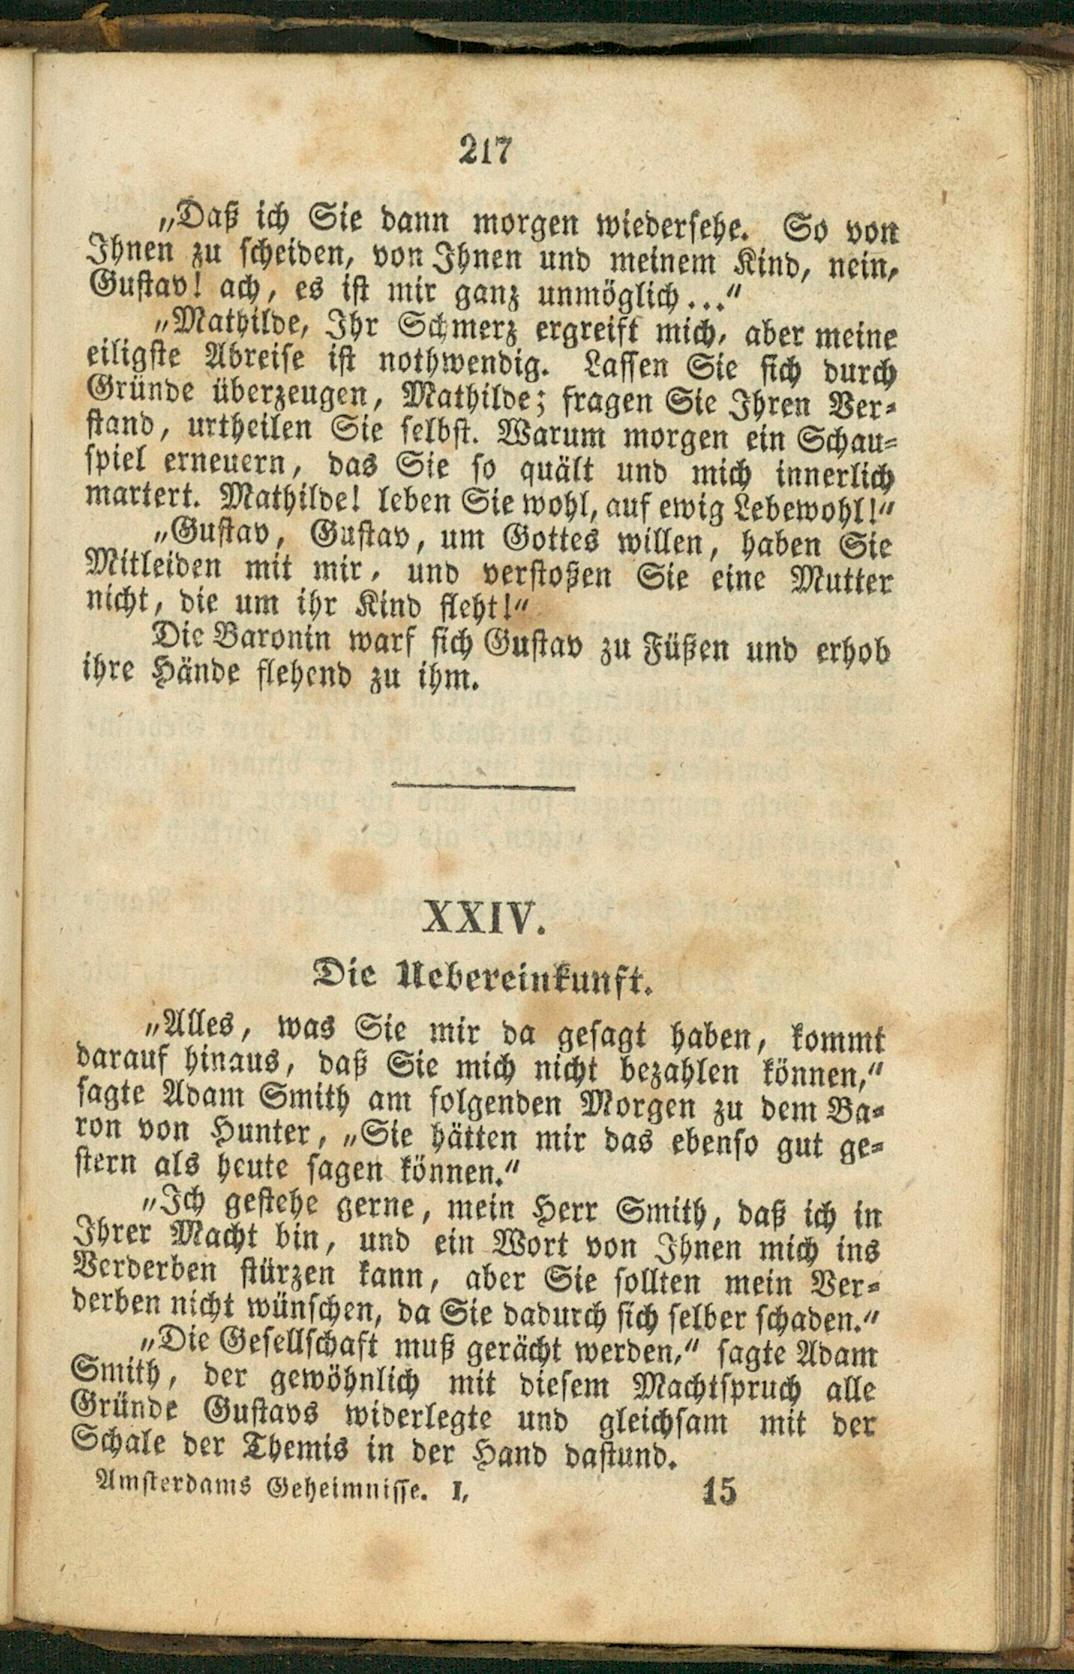 217
„Daß ich Sie dann morgen wiedersehe. So von
Ihnen zu scheiden, von Ihnen und meinem Kind, nein,
Gustav! ach, es ist mir ganz unmöglich..."
„Mathilde, Ihr Schmerz ergreift mich, aber meine
eiligste Abreise ist nothwendig. Lassen Sie sich durch
Gründe überzeugen, Mathilde; fragen Sie Ihren Ver-
stand, urtheilen Sie selbst. Warum morgen ein Schau-
spiel erneuern, das Sie so quält und mich innerlich
martert. Mathilde! leben Sie wohl, auf ewig Lebewohl!"
„Gustav, Gustav, um Gottes willen, haben Sie
Mitleiden mit mir, und verstoßen Sie eine Mutter
nicht, die um ihr Kind fleht!"
Die Baronin warf sich Gustav zu Füßen und erhob
ihre Hände flehend zu ihm.
XXIV.
Die Uebereinkunft.
„Alles, was Sie mir da gesagt haben, kommt
darauf hinaus, daß Sie mich nicht bezahlen können,"
sagte Adam Smith am folgenden Morgen zu dem Ba-
ron von Hunter, „Sie hätten mir das ebenso gut ge-
stern als heute sagen können."
„Ich gestehe gerne, mein Herr Smith, daß ich in
Ihrer Macht bin, und ein Wort von Ihnen mich ins
Verderben stürzen kann, aber Sie sollten mein Ver-
derben nicht wünschen, da Sie dadurch sich selber schaden."
„Die Gesellschaft muß gerächt werden," sagte Adam
Smith, der gewöhnlich mit diesem Machtspruch alle
Gründe Gustavs widerlegte und gleichsam mit der
Schale der Themis in der Hand dastund.
Amsterdams Geheimnisse. I. 15